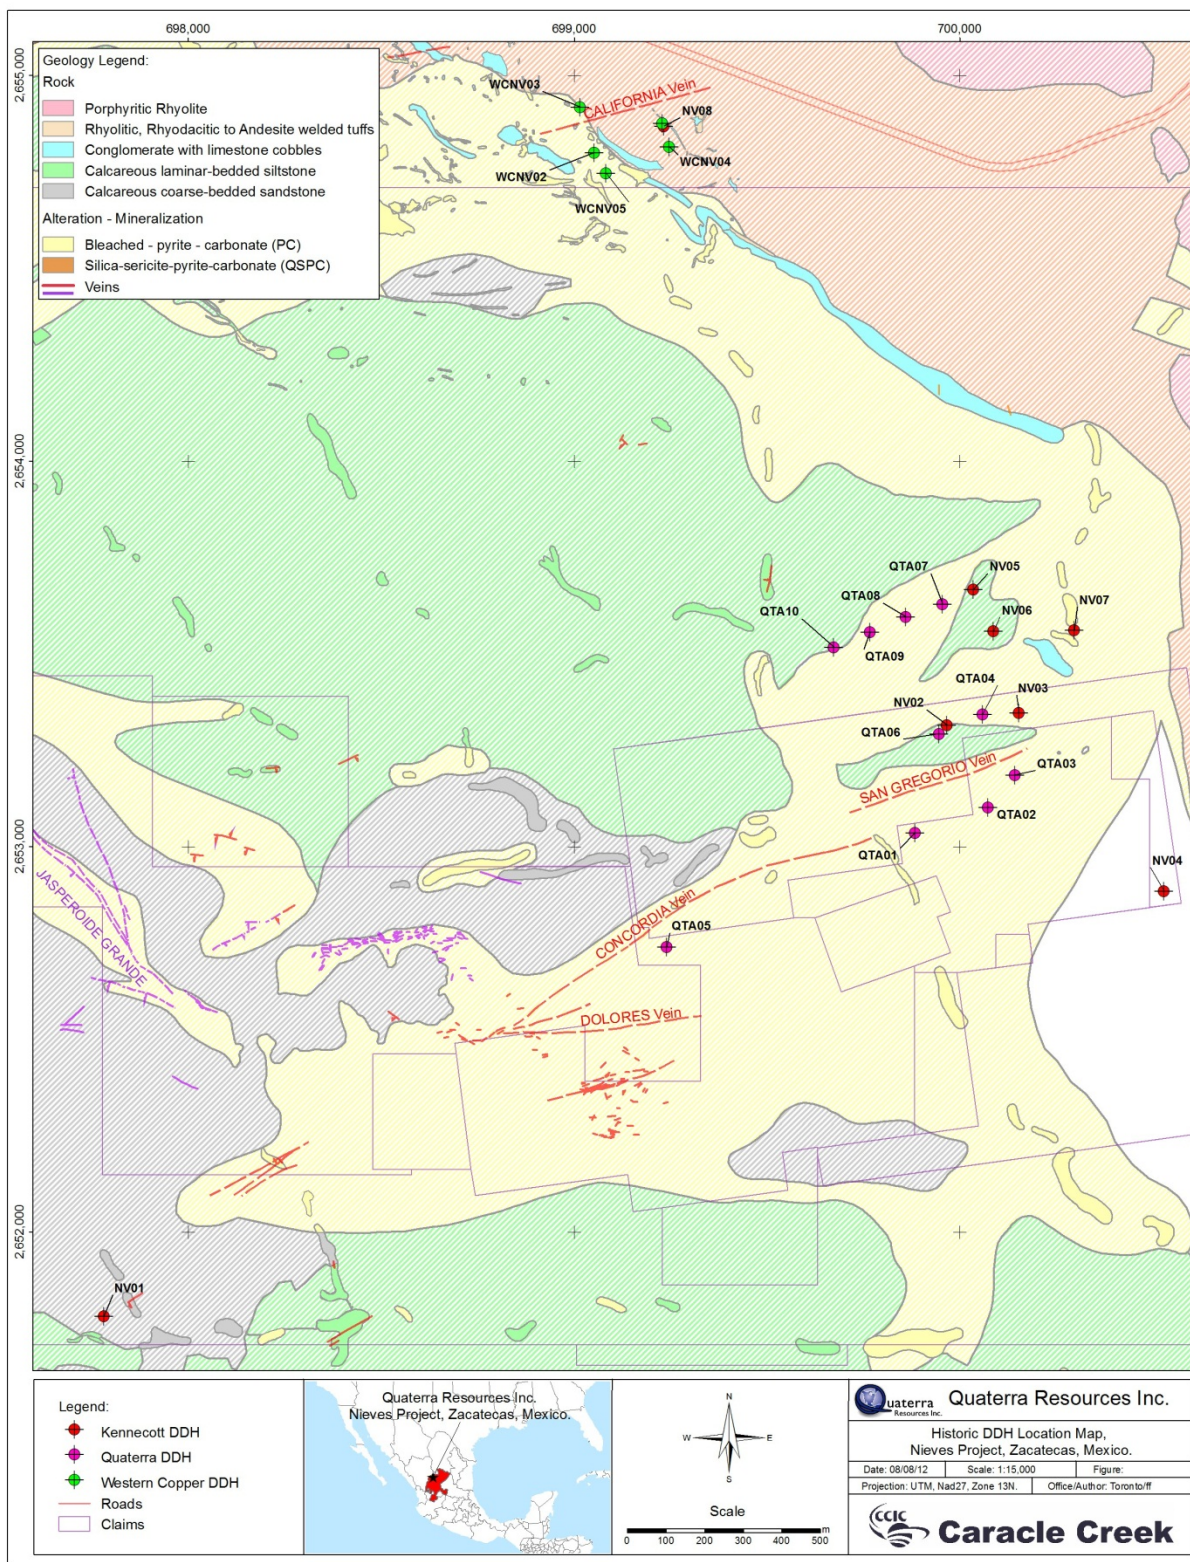 698,000
699,000
700,000
2,655,000
2,654,000
2,653,000
2,652,000
Geology Legend:
Rock
Porphyritic Rhyolite
Rhyolitic, Rhyodacitic to Andesite welded tuffs
Conglomerate with limestone cobbles
Calcareous laminar-bedded siltstone
Calcareous coarse-bedded sandstone
Alteration - Mineralization
Bleached - pyrite - carbonate (PC)
Silica-sericite-pyrite-carbonate (QSPC)
Veins
WCNV03
CALIFORNIA Vein
NV08
WCNV04
WCNV02
WCNV05
QTA07
NV05
QTA08
QTA10
NV06
NV07
QTA09
QTA04
NV03
NV02
QTA06
SAN GREGORIO Vein
QTA03
QTA02
QTA01
NV04
JASPEROIDE GRANDE
CONCORDIA Vein
QTA05
DOLORES Vein
NV01
Legend:
Kennecott DDH
Quaterra DDH
Western Copper DDH
Roads
Claims
Quaterra Resources Inc.
Nieves Project, Zacatecas, Mexico.
N
W
E
S
Scale
0 100 200 300 400 500 m
Quaterra
Resources Inc.
Quaterra Resources Inc.
Historic DDH Location Map,
Nieves Project, Zacatecas, Mexico.
Date: 08/08/12
Scale: 1:15,000
Figure:
Projection: UTM, Nad27, Zone 13N.
Office/Author: Toronto/ff
CCIC
Caracle Creek